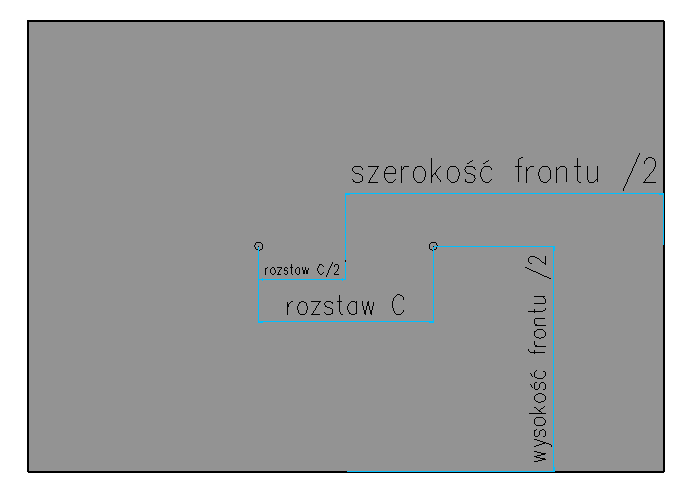 szerokość frontu /2
rozstaw C/2
rozstaw C
wysokość frontu /2